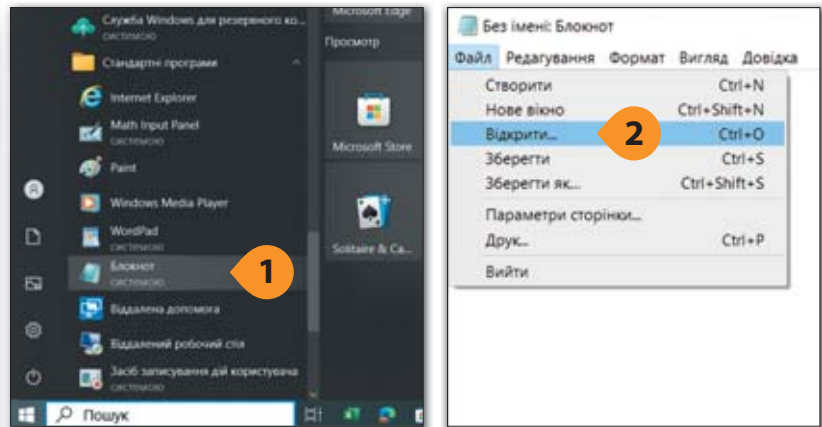 Служба Windows для резервного ко...
системою
Стандартні програми
Internet Explorer
Math Input Panel
системою
Paint
Windows Media Player
WordPad
системою
Блокнот
системою
Віддалена допомога
Віддалений робочий стіл
Засіб записування дій користувача
системою
Пошук
Microsoft Edge
Просмотр
Microsoft Store
Solitaire & Ca...
1
Без імені: Блокнот
Файл Редагування Формат Вигляд Довідка
Створити Ctrl+N
Нове вікно Ctrl+Shift+N
Відкрити... Ctrl+O
2
Зберегти Ctrl+S
Зберегти як... Ctrl+Shift+S
Параметри сторінки...
Друк... Ctrl+P
Вийти